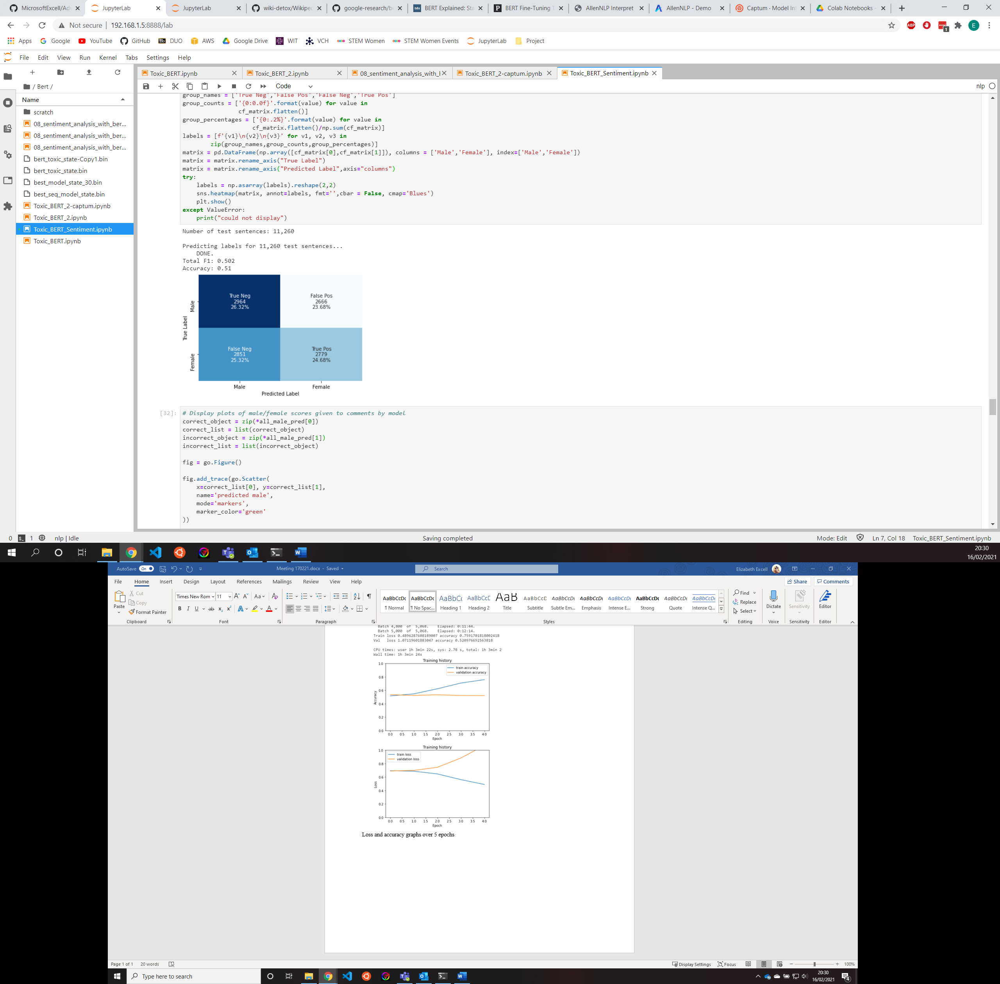 MicrosoftExcell/Adv
JupyterLab
JupyterLab
wiki-detox/Wikiped
google-research/be
BERT Explained: Sta
BERT Fine-Tuning T
AllenNLP Interpret
AllenNLP - Demo
Captum · Model Int
Colab Notebooks -
Not secure | 192.168.1.5:8888/lab
Apps Google YouTube GitHub DUO AWS Google Drive WIT VCH STEM Women STEM Women Events JupyterLab Project
File Edit View Run Kernel Tabs Settings Help
Toxic_BERT.ipynb
Toxic_BERT_2.ipynb
08_sentiment_analysis_with_l
Toxic_BERT_2-captum.ipynb
Toxic_BERT_Sentiment.ipynb
Code
nlp
/ Bert /
Name
scratch
08_sentiment_analysis_with_ber...
08_sentiment_analysis_with_ber...
08_sentiment_analysis_with_ber...
bert_toxic_state-Copy1.bin
bert_toxic_state.bin
best_model_state_30.bin
best_seq_model_state.bin
Toxic_BERT_2-captum.ipynb
Toxic_BERT_2.ipynb
Toxic_BERT_Sentiment.ipynb
Toxic_BERT.ipynb
group_names = ['True Neg','False Pos','False Neg','True Pos']
group_counts = ['{0:0.0f}'.format(value) for value in
cf_matrix.flatten()]
group_percentages = ['{0:.2%}'.format(value) for value in
cf_matrix.flatten()/np.sum(cf_matrix)]
labels = [f'{v1}\n{v2}\n{v3}' for v1, v2, v3 in
zip(group_names,group_counts,group_percentages)]
matrix = pd.DataFrame(np.array([cf_matrix[0],cf_matrix[1]]), columns = ['Male','Female'], index=['Male','Female'])
matrix = matrix.rename_axis("True Label")
matrix = matrix.rename_axis("Predicted Label",axis="columns")
try:
labels = np.asarray(labels).reshape(2,2)
sns.heatmap(matrix, annot=labels, fmt='',cbar = False, cmap='Blues')
plt.show()
except ValueError:
print("could not display")
Number of test sentences: 11,260
Predicting labels for 11,260 test sentences...
DONE.
Total F1: 0.502
Accuracy: 0.51
True Neg
2964
26.32%
False Pos
2666
23.68%
False Neg
2851
25.32%
True Pos
2779
24.68%
True Label
Male
Female
Male Female
Predicted Label
[32]:
# Display plots of male/female scores given to comments by model
correct_object = zip(*all_male_pred[0])
correct_list = list(correct_object)
incorrect_object = zip(*all_male_pred[1])
incorrect_list = list(incorrect_object)
fig = go.Figure()
fig.add_trace(go.Scatter(
x=correct_list[0], y=correct_list[1],
name='predicted male',
mode='markers',
marker_color='green'
))
0 1 nlp | Idle Saving completed Mode: Edit Ln 7, Col 18 Toxic_BERT_Sentiment.ipynb
20:30
16/02/2021
AutoSave On Meeting 170221.docx - Saved Search Elizabeth Excell
File Home Insert Design Layout References Mailings Review View Help Share Comments
Paste
Cut
Copy
Format Painter
Clipboard
Times New Rom 11
Font
Paragraph
AaBbCcDc AaBbCcDc AaBbCc AaBbCcE AaB AaBbCcD AaBbCcDc AaBbCcDc AaBbCcDc AaBbCcDc AaBbCcDc AaBbCcDc
¶ Normal ¶ No Spac... Heading 1 Heading 2 Title Subtitle Subtle Em... Emphasis Intense E... Strong Quote Intense Q...
Styles
Find
Replace
Select
Editing
Dictate
Voice
Sensitivity
Sensitivity
Editor
Editor
Batch 4,800 of 5,068. Elapsed: 0:11:44.
Batch 5,000 of 5,068. Elapsed: 0:12:14.
Train loss 0.4896287608189007 accuracy 0.7591701818002418
Val loss 1.07119601883047 accuracy 0.520976692563818
CPU times: user 1h 3min 22s, sys: 2.78 s, total: 1h 3min 2
Wall time: 1h 3min 24s
Training history
train accuracy
validation accuracy
Accuracy
1.0
0.8
0.6
0.4
0.2
0.0
0.0 0.5 1.0 1.5 2.0 2.5 3.0 3.5 4.0
Epoch
Training history
train loss
validation loss
Loss
1.0
0.8
0.6
0.4
0.2
0.0
0.0 0.5 1.0 1.5 2.0 2.5 3.0 3.5 4.0
Epoch
Loss and accuracy graphs over 5 epochs
Page 1 of 1 20 words Display Settings Focus 100%
Type here to search
20:30
16/02/2021
4